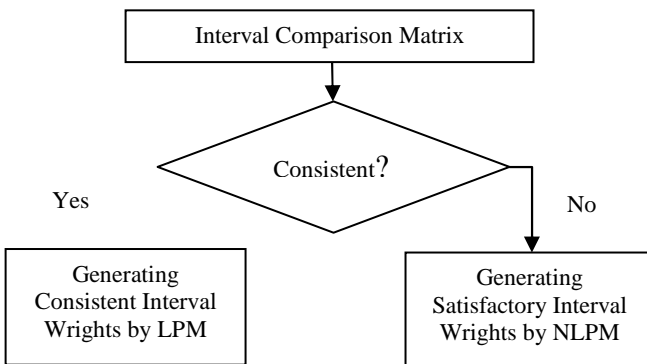 Interval Comparison Matrix
Consistent?
Yes
No
Generating
Consistent Interval
Wrights by LPM
Generating
Satisfactory Interval
Wrights by NLPM